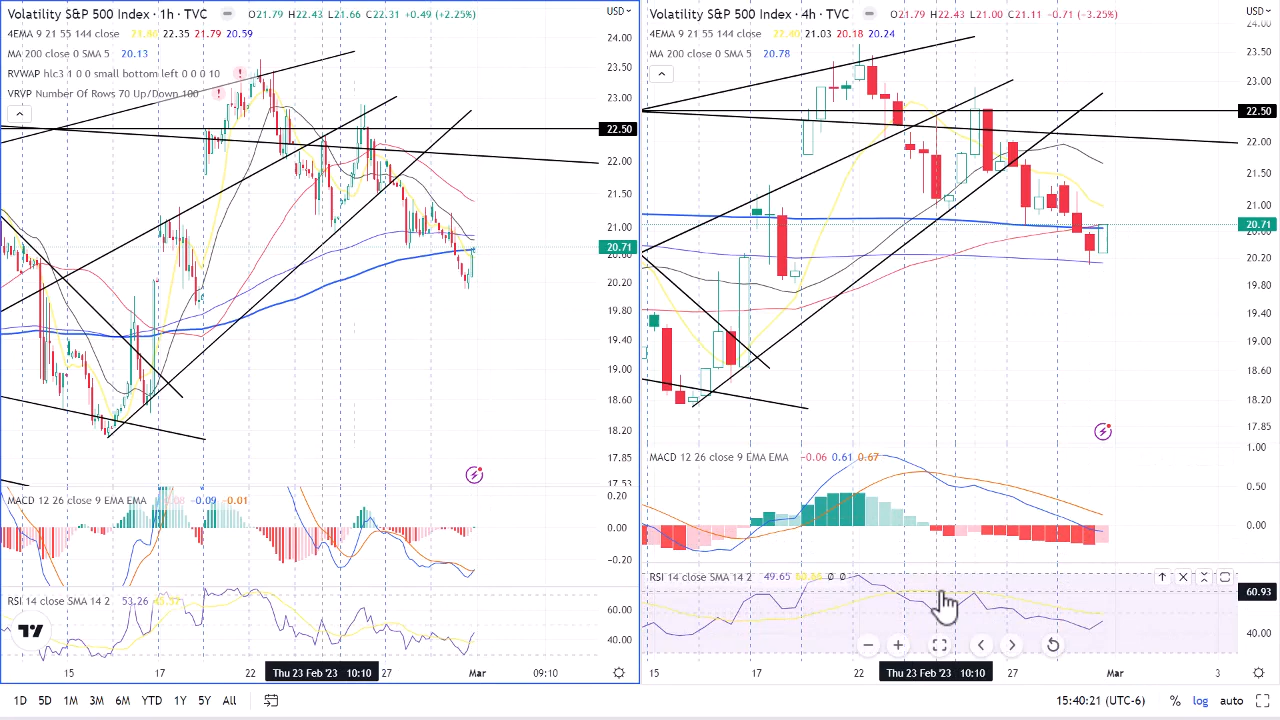 Volatility S&P 500 Index · 1h · TVC O21.79 H22.43 L21.66 C22.31 +0.49 (+2.25%) USD
4EMA 9 21 55 144 close 22.35 21.79 20.59
MA 200 close 0 SMA 5 20.13
RVWAP hlc3 1 0 0 small bottom left 0 0 0 10
VRVP Number Of Rows 70 Up/Down 100
24.00
23.50
23.00
22.50
22.00
21.50
21.00
20.71
20.20
19.80
19.40
19.00
18.60
18.20
17.85
17.53
MACD 12 26 close 9 EMA EMA −0.09 −0.01
0.20
0.00
−0.20
RSI 14 close SMA 14 2 53.26
60.00
40.00
15 17 22 Thu 23 Feb '23 10:10 27 Mar 09:10
Volatility S&P 500 Index · 4h · TVC O21.79 H22.43 L21.00 C21.11 −0.71 (−3.25%) USD
4EMA 9 21 55 144 close 22.40 21.03 20.18 20.24
MA 200 close 0 SMA 5 20.78
24.00
23.50
23.00
22.50
22.00
21.50
21.00
20.71
20.60
20.20
19.80
19.40
19.00
18.60
18.20
17.85
MACD 12 26 close 9 EMA EMA −0.06 0.61 0.67
1.00
0.50
0.00
RSI 14 close SMA 14 2 49.65 Ø Ø
60.93
40.00
15 17 22 Thu 23 Feb '23 10:10 27 Mar 3
1D 5D 1M 3M 6M YTD 1Y 5Y All 15:40:21 (UTC-6) % log auto